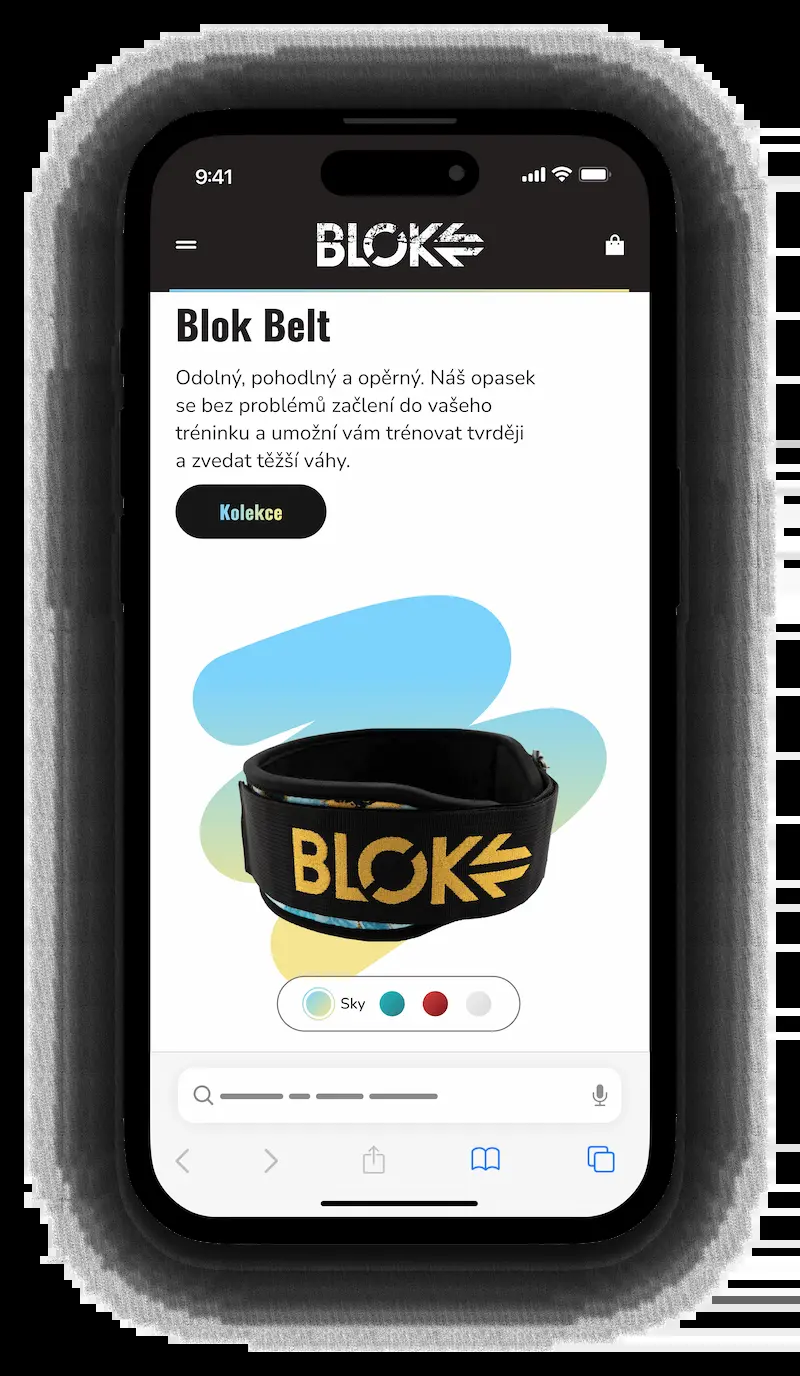 9:41
BLOK
Blok Belt
Odolný, pohodlný a opěrný. Náš opasek
se bez problémů začlení do vašeho
tréninku a umožní vám trénovat tvrději
a zvedat těžší váhy.
Kolekce
BLOK
Sky